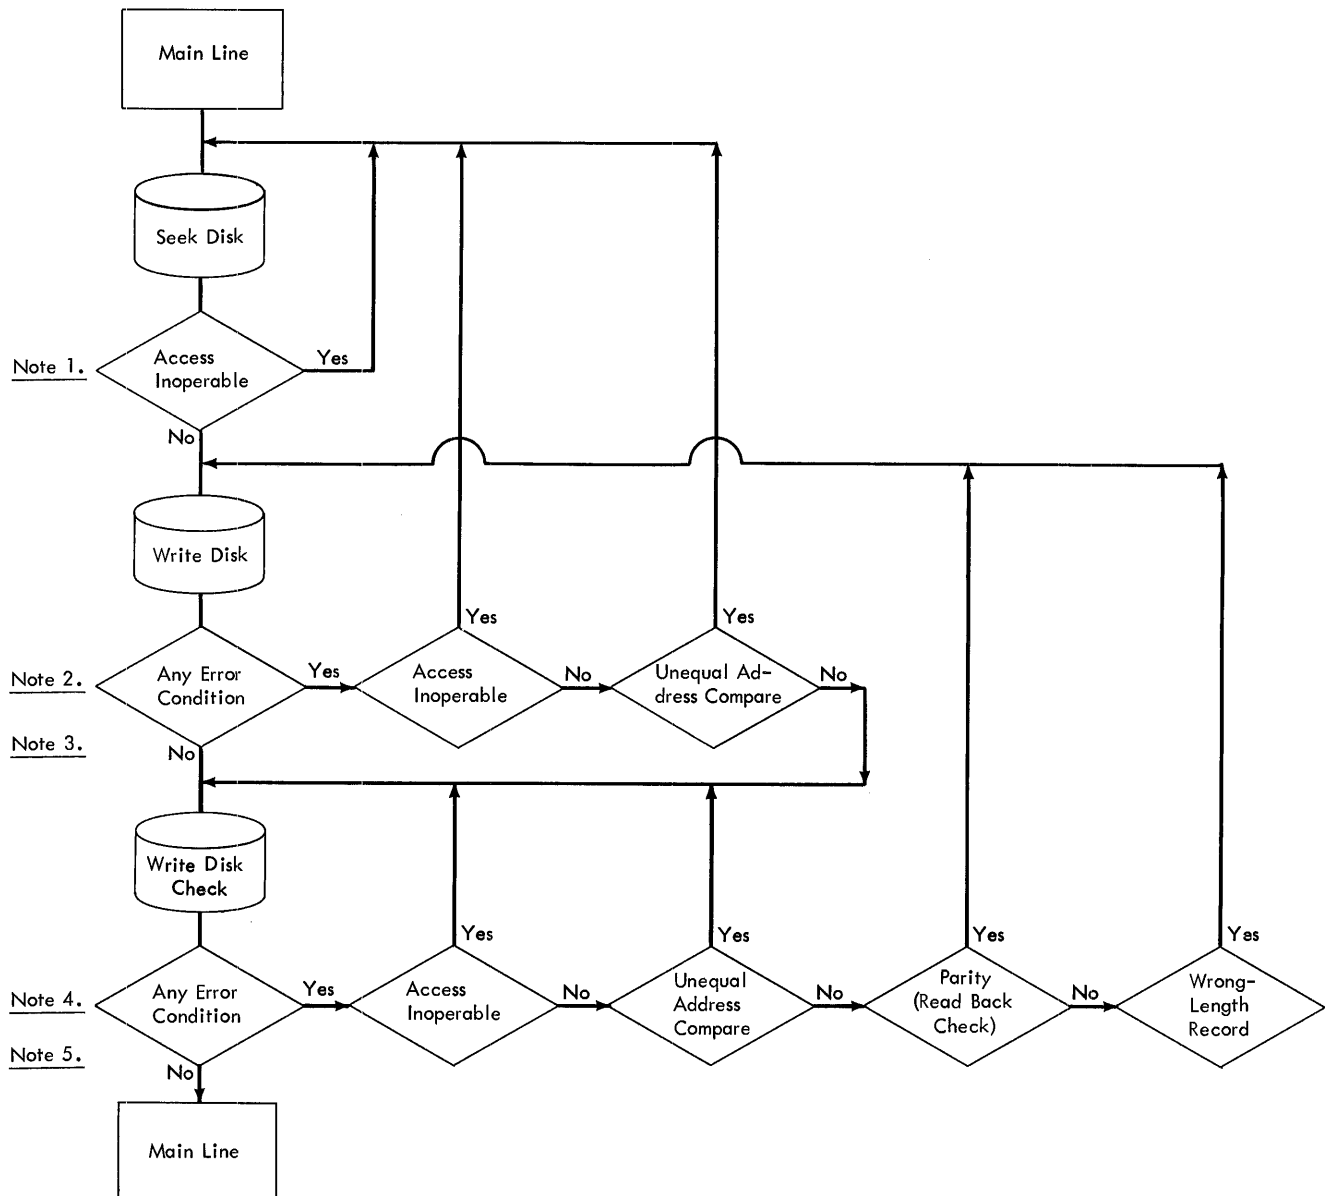 Main Line
Seek Disk
Note 1.
Access
Inoperable
Yes
No
Write Disk
Note 2.
Any Error
Condition
Yes
Access
Inoperable
Yes
No
Unequal Ad-
dress Compare
Yes
No
Note 3.
No
Write Disk
Check
Note 4.
Any Error
Condition
Yes
Access
Inoperable
Yes
No
Unequal
Address
Compare
Yes
No
Parity
(Read Back
Check)
Yes
No
Wrong-
Length
Record
Yes
Note 5.
No
Main Line